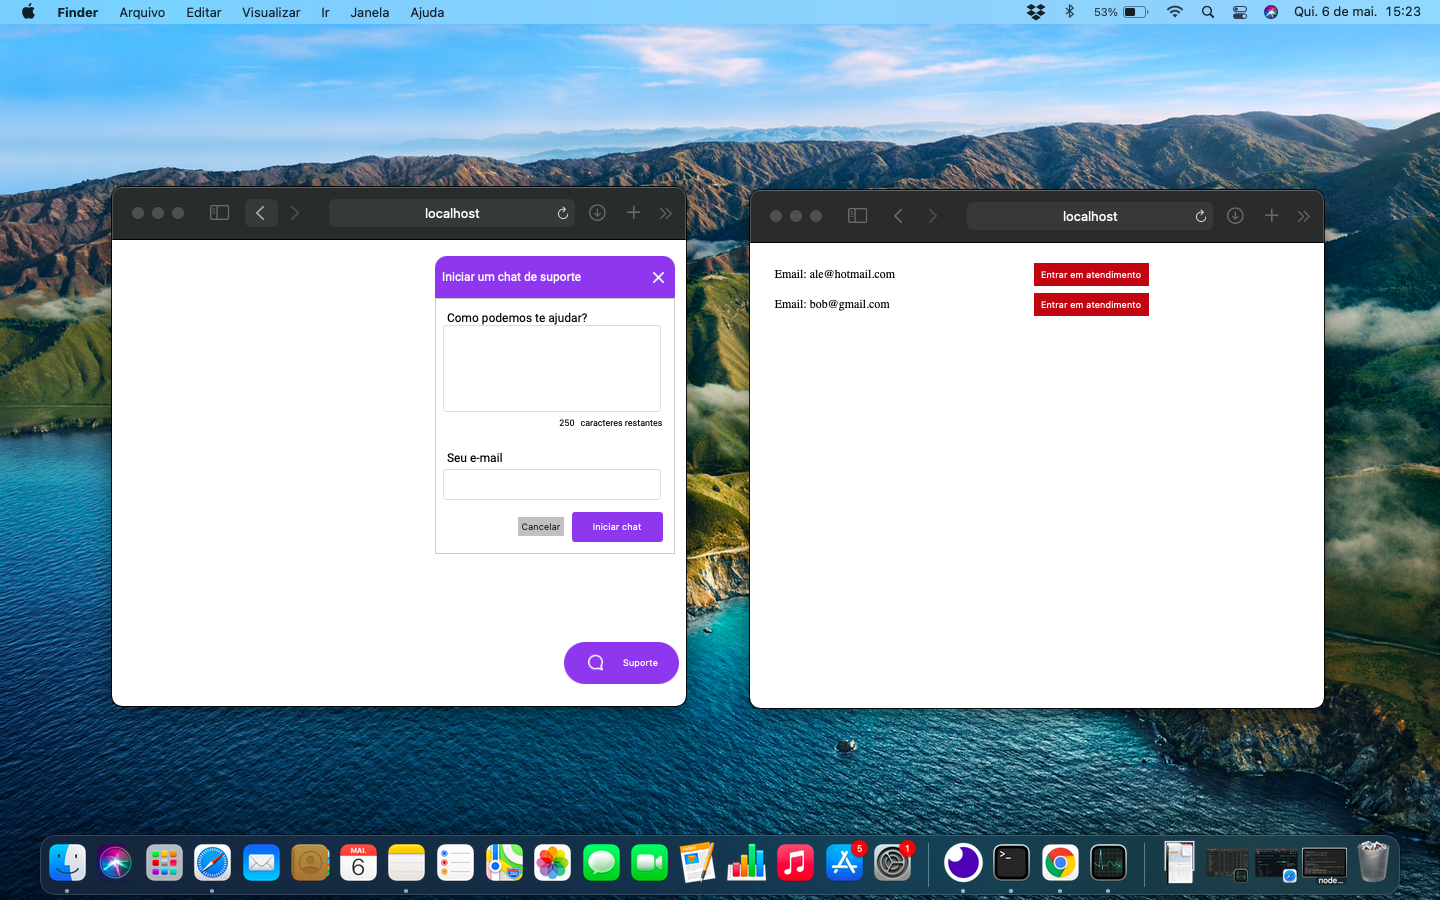 Finder Arquivo Editar Visualizar Ir Janela Ajuda 53% Qui. 6 de mai. 15:23
localhost
Iniciar um chat de suporte
Como podemos te ajudar?
250 caracteres restantes
Seu e-mail
Cancelar Iniciar chat
Suporte
localhost
Email: ale@hotmail.com Entrar em atendimento
Email: bob@gmail.com Entrar em atendimento
MAI.
6
5
1
>_
node...